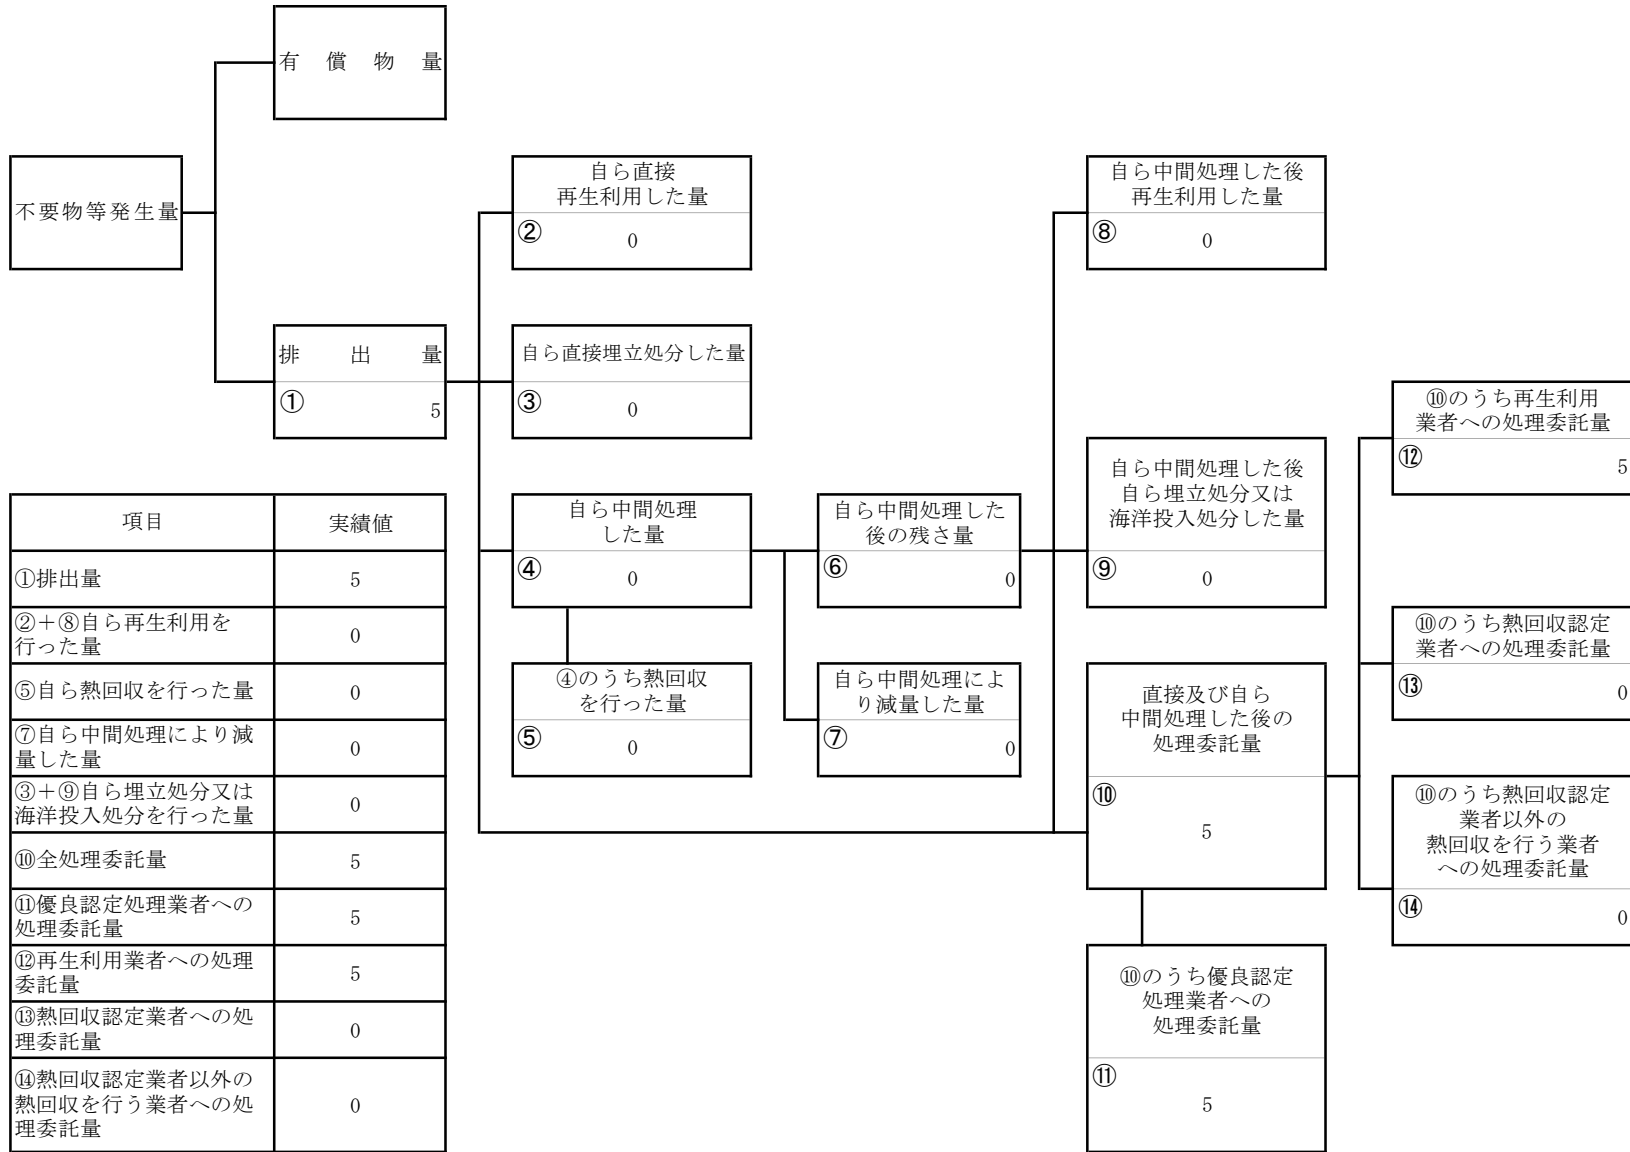 有償物量
不要物等発生量
自ら直接
再生利用した量
②
0
自ら中間処理した後
再生利用した量
⑧
0
排出量
①
5
自ら直接埋立処分した量
③
0
⑩のうち再生利用
業者への処理委託量
⑫
5
自ら中間処理した後
自ら埋立処分又は
海洋投入処分した量
⑨
0
自ら中間処理
した量
④
0
自ら中間処理した
後の残さ量
⑥
0
⑩のうち熱回収認定
業者への処理委託量
⑬
0
④のうち熱回収
を行った量
⑤
0
自ら中間処理によ
り減量した量
⑦
0
直接及び自ら
中間処理した後の
処理委託量
⑩
5
⑩のうち熱回収認定
業者以外の
熱回収を行う業者
への処理委託量
⑭
0
⑩のうち優良認定
処理業者への
処理委託量
⑪
5
項目 実績値
①排出量 5
②＋⑧自ら再生利用を
行った量 0
⑤自ら熱回収を行った量 0
⑦自ら中間処理により減
量した量 0
③＋⑨自ら埋立処分又は
海洋投入処分を行った量 0
⑩全処理委託量 5
⑪優良認定処理業者への
処理委託量 5
⑫再生利用業者への処理
委託量 5
⑬熱回収認定業者への処
理委託量 0
⑭熱回収認定業者以外の
熱回収を行う業者への処
理委託量 0